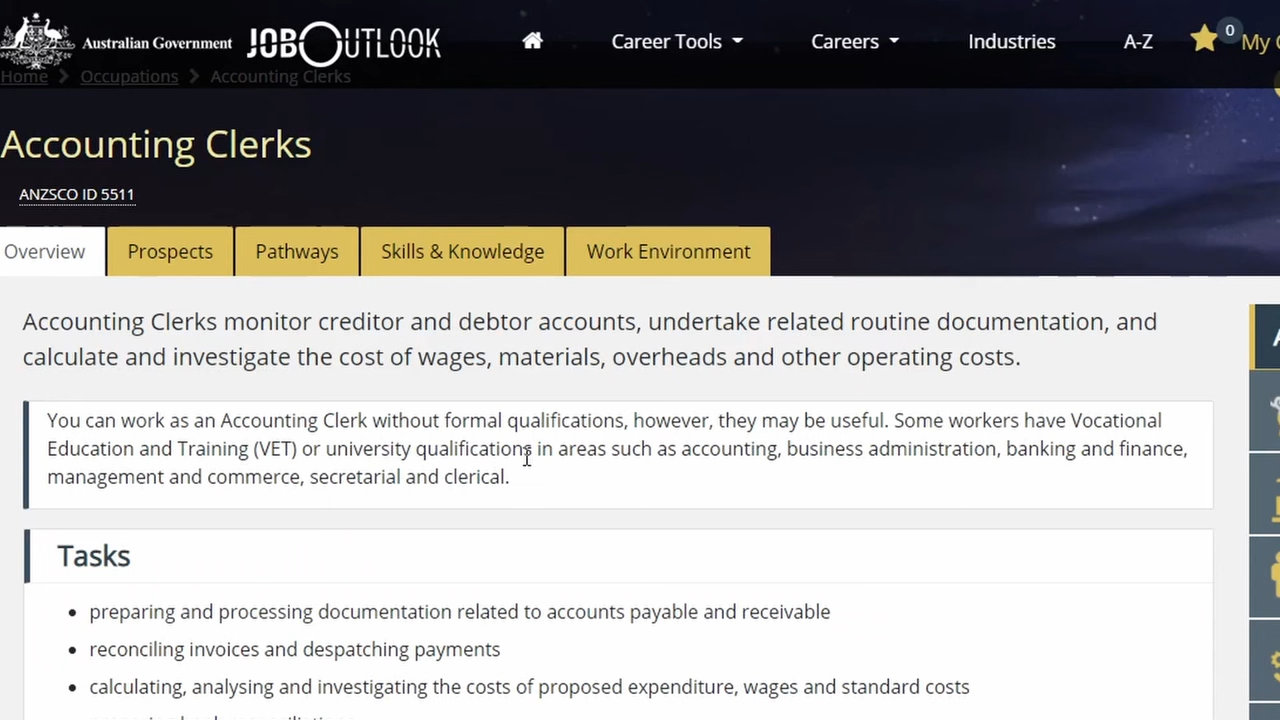 Australian Government JOBOUTLOOK Career Tools Careers Industries A-Z 0 My
Home Occupations Accounting Clerks
Accounting Clerks
ANZSCO ID 5511
Overview Prospects Pathways Skills & Knowledge Work Environment
Accounting Clerks monitor creditor and debtor accounts, undertake related routine documentation, and
calculate and investigate the cost of wages, materials, overheads and other operating costs.
You can work as an Accounting Clerk without formal qualifications, however, they may be useful. Some workers have Vocational
Education and Training (VET) or university qualifications in areas such as accounting, business administration, banking and finance,
management and commerce, secretarial and clerical.
Tasks
• preparing and processing documentation related to accounts payable and receivable
• reconciling invoices and despatching payments
• calculating, analysing and investigating the costs of proposed expenditure, wages and standard costs